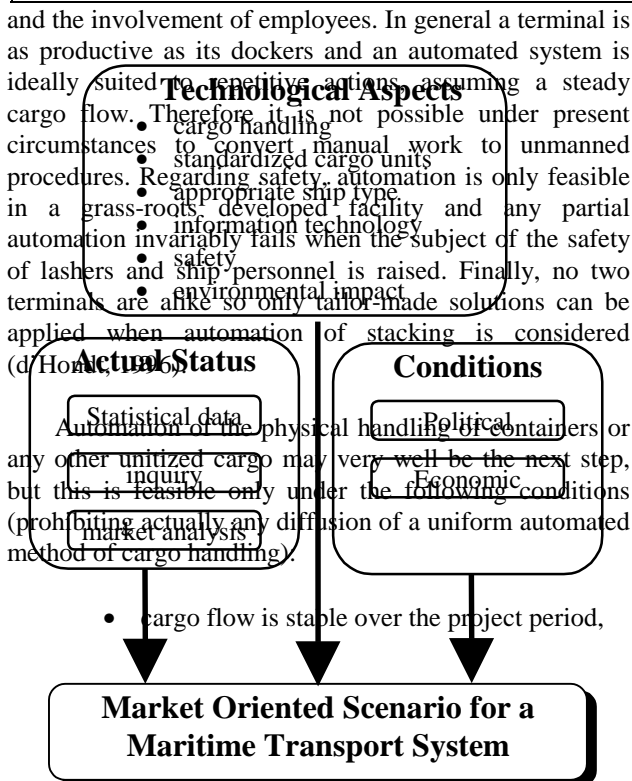 and the involvement of employees. In general a terminal is
as productive as its dockers and an automated system is
ideally suited to repetitive actions, assuming a steady
cargo flow. Therefore it is not possible under present
circumstances to convert manual work to unmanned
procedures. Regarding safety, automation is only feasible
in a grass-roots developed facility and any partial
automation invariably fails when the subject of the safety
of lashers and ship personnel is raised. Finally, no two
terminals are alike so only tailor-made solutions can be
applied when automation of stacking is considered
(d'Hondt, 1996).
Automation of the physical handling of containers or
any other unitized cargo may very well be the next step,
but this is feasible only under the following conditions
(prohibiting actually any diffusion of a uniform automated
method of cargo handling):
• cargo flow is stable over the project period,
Technological Aspects
• cargo handling
• standardized cargo units
• appropriate ship type
• information technology
• safety
• environmental impact
Actual Status
Statistical data
inquiry
market analysis
Conditions
Political
Economic
Market Oriented Scenario for a
Maritime Transport System